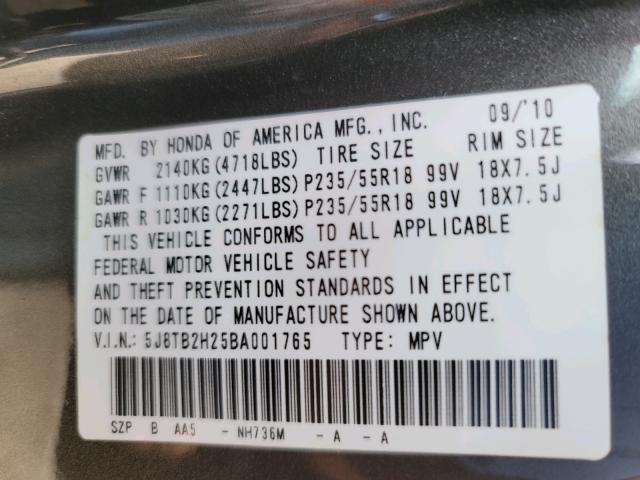 MFD. BY HONDA OF AMERICA MFG., INC. 09/'10
GVWR 2140KG(4718LBS) TIRE SIZE RIM SIZE
GAWR F 1110KG(2447LBS)P235/55R18 99V 18X7.5J
GAWR R 1030KG(2271LBS)P235/55R18 99V 18X7.5J
THIS VEHICLE CONFORMS TO ALL APPLICABLE
FEDERAL MOTOR VEHICLE SAFETY
AND THEFT PREVENTION STANDARDS IN EFFECT
ON THE DATE OF MANUFACTURE SHOWN ABOVE.
V.I.N.: 5J8TB2H25BA001765 TYPE: MPV
SZP B AA5 - NH736M - A - A